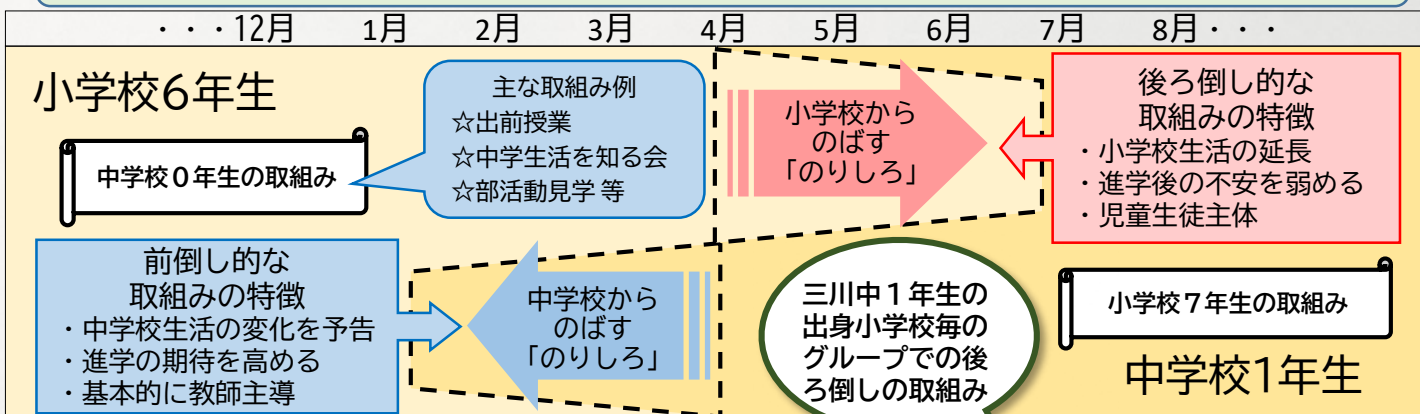 ・・・12月 1月 2月 3月 4月 5月 6月 7月 8月・・・
小学校6年生
中学校０年生の取組み
主な取組み例
☆出前授業
☆中学生活を知る会
☆部活動見学 等
小学校から
のばす
「のりしろ」
後ろ倒し的な
取組みの特徴
・小学校生活の延長
・進学後の不安を弱める
・児童生徒主体
前倒し的な
取組みの特徴
・中学校生活の変化を予告
・進学の期待を高める
・基本的に教師主導
中学校から
のばす
「のりしろ」
三川中１年生の
出身小学校毎の
グループでの後
ろ倒しの取組み
小学校７年生の取組み
中学校1年生